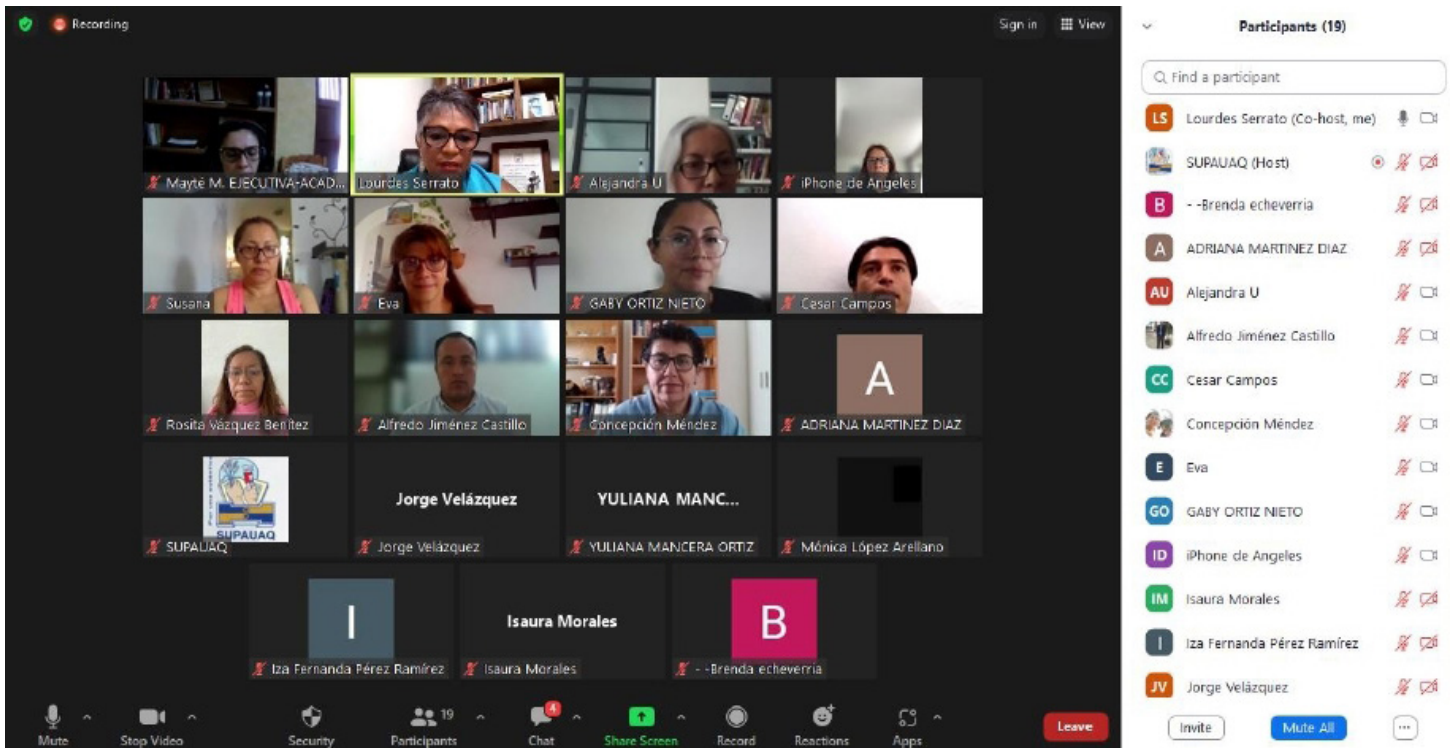 Recording
Sign in
View
Mayté M. EJECUTIVA-ACAD...
Lourdes Serrato
Alejandra U
iPhone de Angeles
Susana
Eva
GABY ORTIZ NIETO
Cesar Campos
Rosita Vázquez Benítez
Alfredo Jiménez Castillo
Concepción Méndez
A
ADRIANA MARTINEZ DIAZ
SUPAUAQ
SUPAUAQ
Jorge Velázquez
Jorge Velázquez
YULIANA MANC...
YULIANA MANCERA ORTIZ
Mónica López Arellano
I
Iza Fernanda Pérez Ramírez
Isaura Morales
Isaura Morales
B
- -Brenda echeverria
Mute
Stop Video
Security
19
Participants
4
Chat
Share Screen
Record
Reactions
Apps
Leave
Participants (19)
Find a participant
LS Lourdes Serrato (Co-host, me)
SUPAUAQ (Host)
B - -Brenda echeverria
A ADRIANA MARTINEZ DIAZ
AU Alejandra U
Alfredo Jiménez Castillo
CC Cesar Campos
Concepción Méndez
E Eva
GO GABY ORTIZ NIETO
ID iPhone de Angeles
IM Isaura Morales
I Iza Fernanda Pérez Ramírez
JV Jorge Velázquez
Invite
Mute All
...